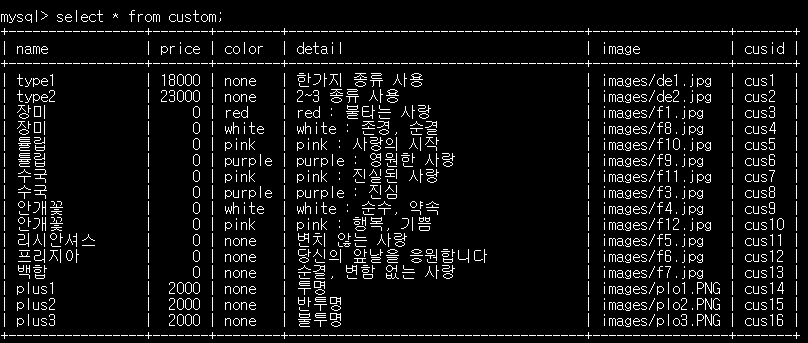 mysql> select * from custom;
+------------+-------+--------+------------------------+-----------------+-------+
| name | price | color | detail | image | cusid |
+------------+-------+--------+------------------------+-----------------+-------+
| type1 | 18000 | none | 한가지 종류 사용 | images/de1.jpg | cus1 |
| type2 | 23000 | none | 2~3 종류 사용 | images/de2.jpg | cus2 |
| 장미 | 0 | red | red : 불타는 사랑 | images/f1.jpg | cus3 |
| 장미 | 0 | white | white : 존경, 순결 | images/f8.jpg | cus4 |
| 튤립 | 0 | pink | pink : 사랑의 시작 | images/f10.jpg | cus5 |
| 튤립 | 0 | purple | purple : 영원한 사랑 | images/f9.jpg | cus6 |
| 수국 | 0 | pink | pink : 진실된 사랑 | images/f11.jpg | cus7 |
| 수국 | 0 | purple | purple : 진심 | images/f3.jpg | cus8 |
| 안개꽃 | 0 | white | white : 순수, 약속 | images/f4.jpg | cus9 |
| 안개꽃 | 0 | pink | pink : 행복, 기쁨 | images/f12.jpg | cus10 |
| 리시안셔스 | 0 | none | 변치 않는 사랑 | images/f5.jpg | cus11 |
| 프리지아 | 0 | none | 당신의 앞날을 응원합니다 | images/f6.jpg | cus12 |
| 백합 | 0 | none | 순결, 변함 없는 사랑 | images/f7.jpg | cus13 |
| plus1 | 2000 | none | 투명 | images/plo1.PNG | cus14 |
| plus2 | 2000 | none | 반투명 | images/plo2.PNG | cus15 |
| plus3 | 2000 | none | 불투명 | images/plo3.PNG | cus16 |
+------------+-------+--------+------------------------+-----------------+-------+